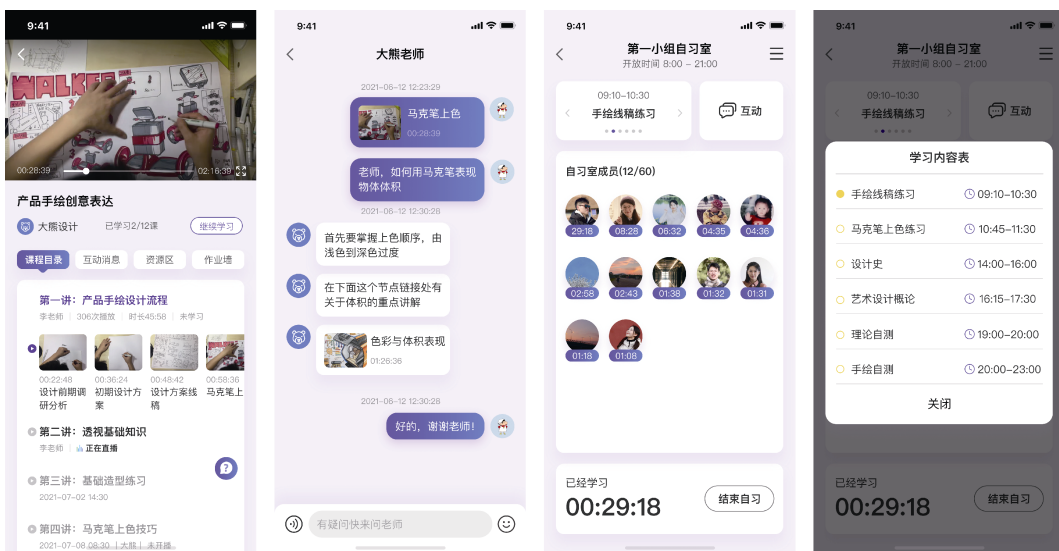 9:41
WALKER
00:28:39
02:16:39
产品手绘创意表达
大熊设计
已学习2/12课
继续学习
课程目录
互动消息
资源区
作业墙
第一讲：产品手绘设计流程
李老师 | 306次播放 | 时长45:58 | 未学习
00:22:48
00:36:24
00:48:42
00:58:36
设计前期调
研分析
初期设计方
案
设计方案线
稿
马克笔上
第二讲：透视基础知识
李老师 | 正在直播
第三讲：基础造型练习
2021-07-02 14:30
第四讲：马克笔上色技巧
2021-07-08 08:30 | 大熊 | 未开播
9:41
大熊老师
2021-06-12 12:23:29
马克笔上色
00:28:39
老师，如何用马克笔表现
物体体积
2021-06-12 12:30:28
首先要掌握上色顺序，由
浅色到深色过度
在下面这个节点链接处有
关于体积的重点讲解
色彩与体积表现
01:26:36
2021-06-12 12:30:28
好的，谢谢老师！
有疑问快来问老师
9:41
第一小组自习室
开放时间 8:00 – 21:00
09:10–10:30
手绘线稿练习
互动
自习室成员(12/60)
29:18
08:28
06:32
04:35
04:36
02:58
02:43
01:38
01:32
01:31
01:18
01:08
已经学习
00:29:18
结束自习
9:41
第一小组自习室
开放时间 8:00 – 21:00
09:10–10:30
手绘线稿练习
互动
学习内容表
手绘线稿练习 09:10–10:30
马克笔上色练习 10:45–11:30
设计史 14:00–16:00
艺术设计概论 16:15–17:30
理论自测 19:00–20:00
手绘自测 20:00–23:00
关闭
已经学习
00:29:18
结束自习